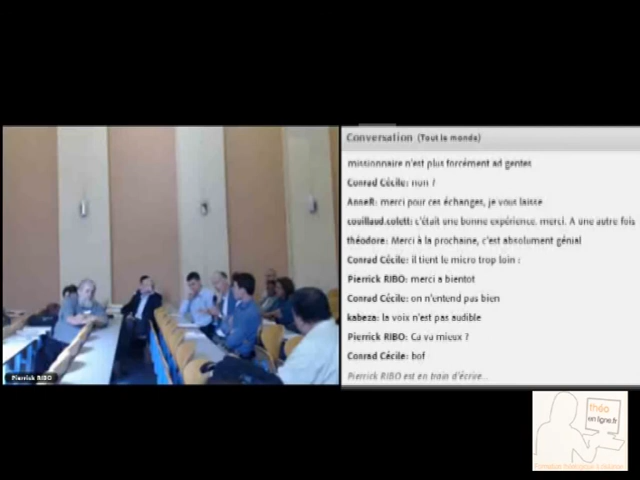 Conversation (Tout le monde)
missionnaire n'est plus forcément ad gentes
Conrad Cécile: non ?
AnneR: merci pour ces échanges, je vous laisse
couillaud.colett: c'était une bonne expérience. merci. A une autre fois
théodore: Merci à la prochaine, c'est absolument génial
Conrad Cécile: il tient le micro trop loin :
Pierrick RIBO: merci a bientot
Conrad Cécile: on n'entend pas bien
kabeza: la voix n'est pas audible
Pierrick RIBO: Ca va mieux ?
Conrad Cécile: bof
Pierrick RIBO est en train d'écrire...
Pierrick RIBO
théo
en ligne.fr